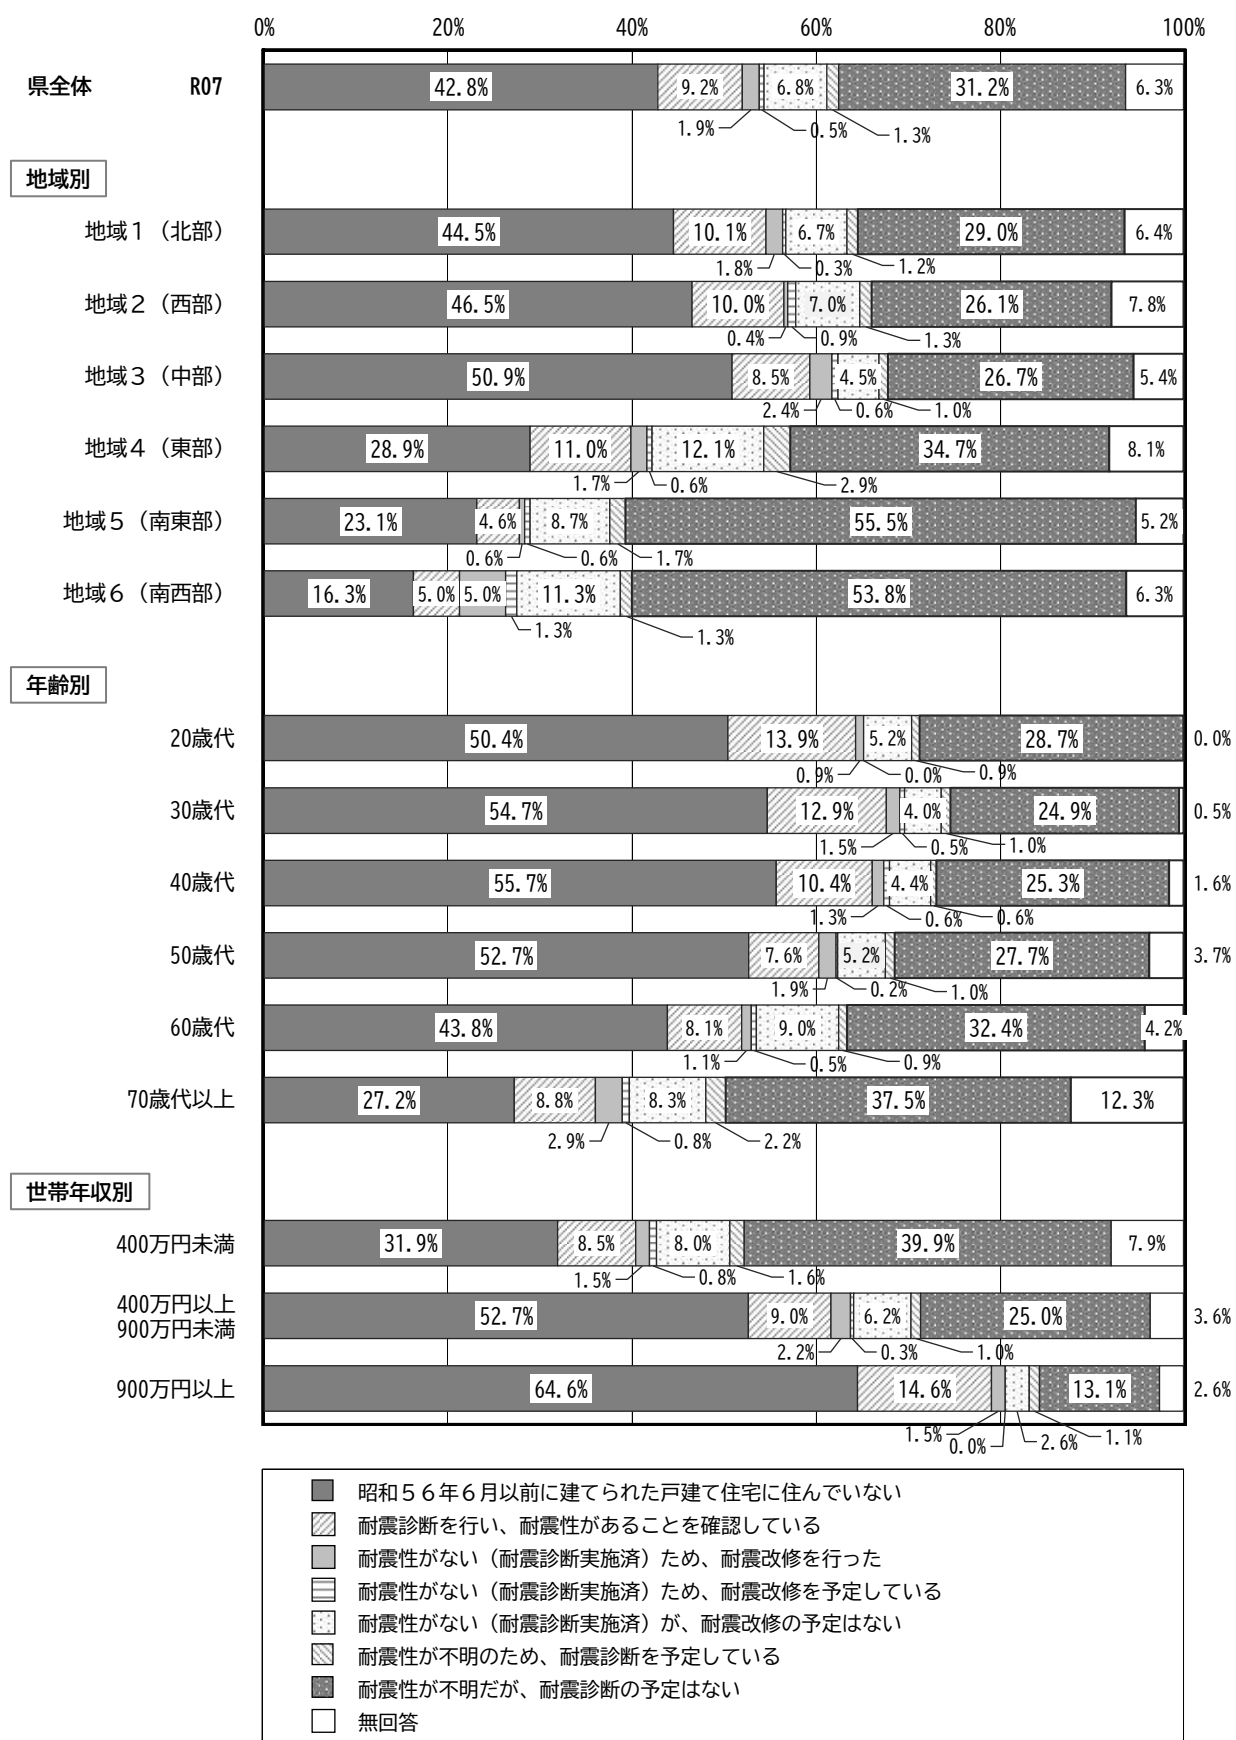 0% 20% 40% 60% 80% 100%
県全体 R07 42.8% 9.2% 6.8% 31.2% 6.3%
1.9% 0.5% 1.3%
地域別
地域1（北部） 44.5% 10.1% 6.7% 29.0% 6.4%
1.8% 0.3% 1.2%
地域2（西部） 46.5% 10.0% 7.0% 26.1% 7.8%
0.4% 0.9% 1.3%
地域3（中部） 50.9% 8.5% 4.5% 26.7% 5.4%
2.4% 0.6% 1.0%
地域4（東部） 28.9% 11.0% 12.1% 34.7% 8.1%
1.7% 0.6% 2.9%
地域5（南東部） 23.1% 4.6% 8.7% 55.5% 5.2%
0.6% 0.6% 1.7%
地域6（南西部） 16.3% 5.0% 5.0% 11.3% 53.8% 6.3%
1.3% 1.3%
年齢別
20歳代 50.4% 13.9% 5.2% 28.7% 0.0%
0.9% 0.0% 0.9%
30歳代 54.7% 12.9% 4.0% 24.9% 0.5%
1.5% 0.5% 1.0%
40歳代 55.7% 10.4% 4.4% 25.3% 1.6%
1.3% 0.6% 0.6%
50歳代 52.7% 7.6% 5.2% 27.7% 3.7%
1.9% 0.2% 1.0%
60歳代 43.8% 8.1% 9.0% 32.4% 4.2%
1.1% 0.5% 0.9%
70歳代以上 27.2% 8.8% 8.3% 37.5% 12.3%
2.9% 0.8% 2.2%
世帯年収別
400万円未満 31.9% 8.5% 8.0% 39.9% 7.9%
1.5% 0.8% 1.6%
400万円以上
900万円未満 52.7% 9.0% 6.2% 25.0% 3.6%
2.2% 0.3% 1.0%
900万円以上 64.6% 14.6% 13.1% 2.6%
1.5% 0.0% 2.6% 1.1%
昭和５６年６月以前に建てられた戸建て住宅に住んでいない
耐震診断を行い、耐震性があることを確認している
耐震性がない（耐震診断実施済）ため、耐震改修を行った
耐震性がない（耐震診断実施済）ため、耐震改修を予定している
耐震性がない（耐震診断実施済）が、耐震改修の予定はない
耐震性が不明のため、耐震診断を予定している
耐震性が不明だが、耐震診断の予定はない
無回答